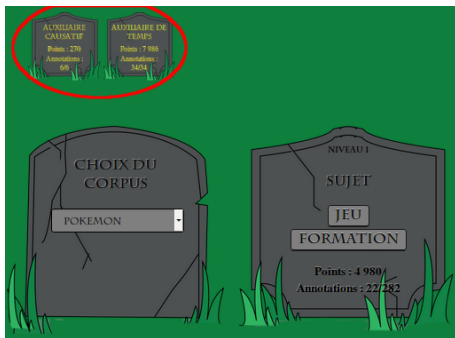 AUXILIAIRE
CAUSATIF
Points : 270
Annotations :
6/6
AUXILIAIRE DE
TEMPS
Points : 7 986
Annotations :
34/34
CHOIX DU
CORPUS
POKEMON
NIVEAU 1
SUJET
JEU
FORMATION
Points : 4 980
Annotations : 22/282